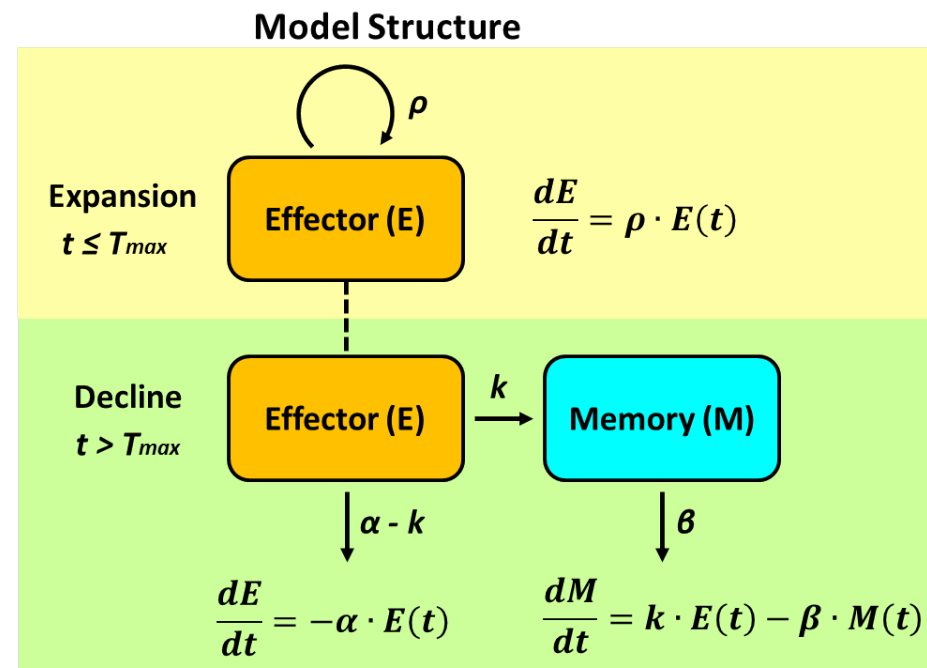 Model Structure
ρ
Expansion
t ≤ Tmax
Effector (E)
dE/dt = ρ · E(t)
Decline
t > Tmax
Effector (E)
k
Memory (M)
α - k
β
dE/dt = −α · E(t)
dM/dt = k · E(t) − β · M(t)